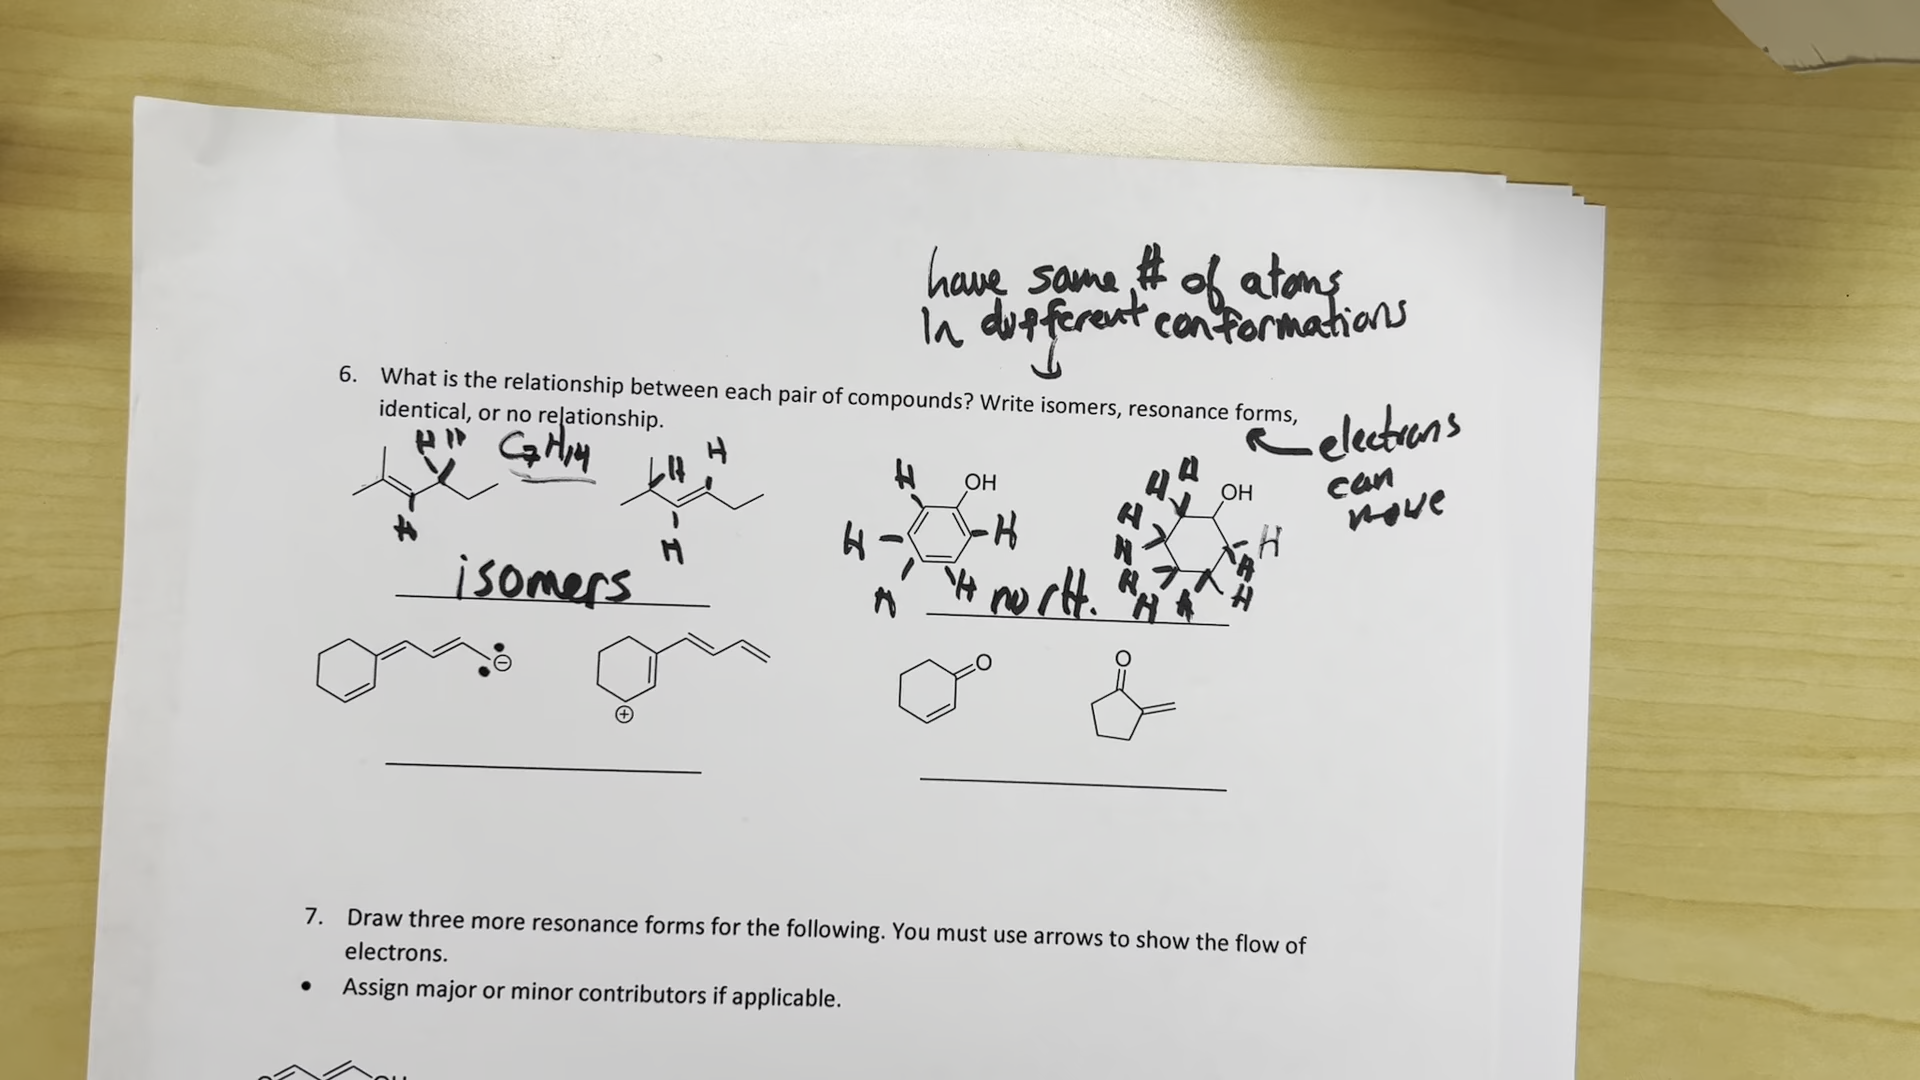 have same # of atoms
In different conformations
↓
6. What is the relationship between each pair of compounds? Write isomers, resonance forms,
identical, or no relationship.
electrons
can
move
H H C₇H₁₄ H H
H H
isomers
H OH H H OH
H H H H H
H H H H H H H H
no rltt.
⊖ ⊕ O O
7. Draw three more resonance forms for the following. You must use arrows to show the flow of
electrons.
• Assign major or minor contributors if applicable.